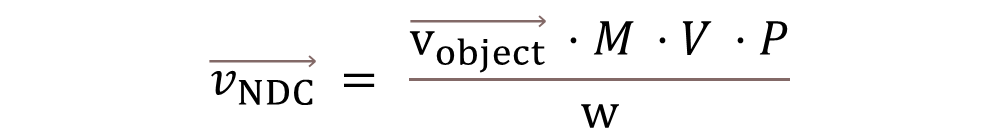 v_NDC = v_object · M · V · P
w